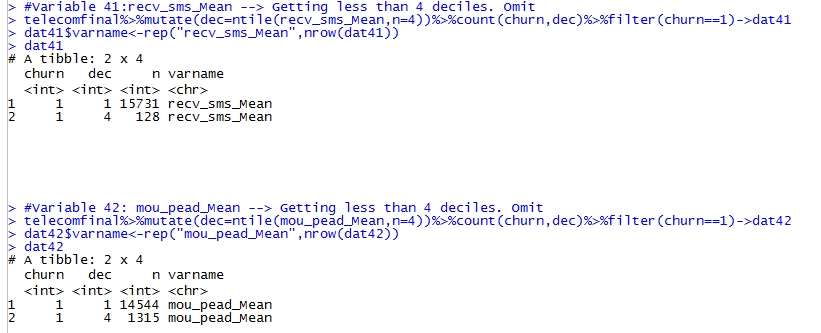 > #Variable 41:recv_sms_Mean --> Getting less than 4 deciles. Omit
> telecomfinal%>%mutate(dec=ntile(recv_sms_Mean,n=4))%>%count(churn,dec)%>%filter(churn==1)->dat41
> dat41$varname<-rep("recv_sms_Mean",nrow(dat41))
> dat41
# A tibble: 2 x 4
  churn   dec     n varname
  <int> <int> <int> <chr>
1     1     1 15731 recv_sms_Mean
2     1     4   128 recv_sms_Mean
> #Variable 42: mou_pead_Mean --> Getting less than 4 deciles. Omit
> telecomfinal%>%mutate(dec=ntile(mou_pead_Mean,n=4))%>%count(churn,dec)%>%filter(churn==1)->dat42
> dat42$varname<-rep("mou_pead_Mean",nrow(dat42))
> dat42
# A tibble: 2 x 4
  churn   dec     n varname
  <int> <int> <int> <chr>
1     1     1 14544 mou_pead_Mean
2     1     4  1315 mou_pead_Mean